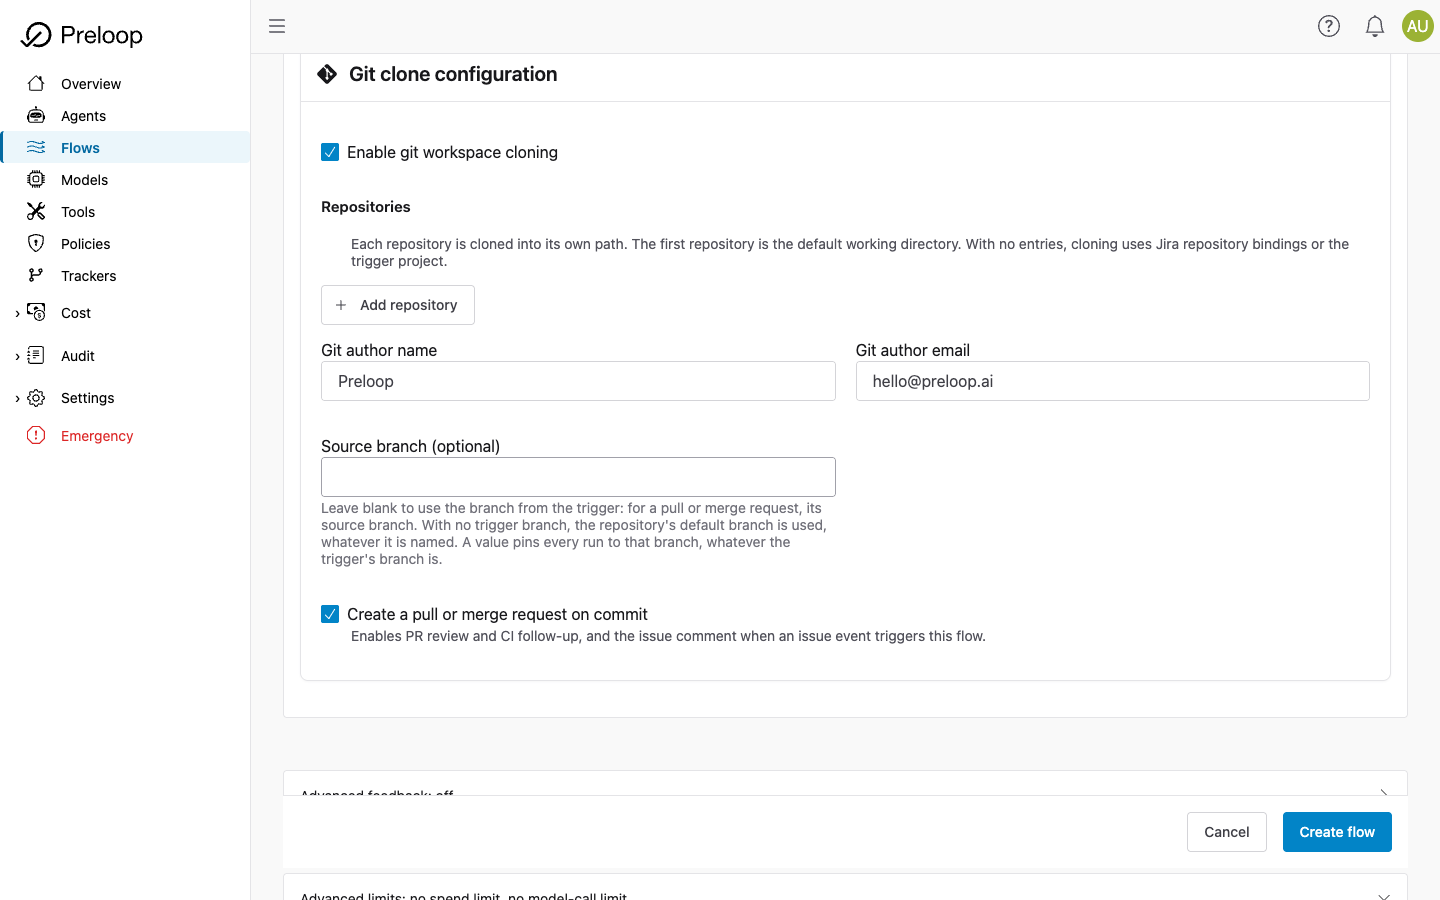 Preloop
AU
Overview
Agents
Flows
Models
Tools
Policies
Trackers
Cost
Audit
Settings
Emergency
Git clone configuration
Enable git workspace cloning
Repositories
Each repository is cloned into its own path. The first repository is the default working directory. With no entries, cloning uses Jira repository bindings or the
trigger project.
Add repository
Git author name
Git author email
Preloop
hello@preloop.ai
Source branch (optional)
Leave blank to use the branch from the trigger: for a pull or merge request, its
source branch. With no trigger branch, the repository's default branch is used,
whatever it is named. A value pins every run to that branch, whatever the
trigger's branch is.
Create a pull or merge request on commit
Enables PR review and CI follow-up, and the issue comment when an issue event triggers this flow.
Advanced feedback: off
Cancel
Create flow
Advanced limits: no spend limit, no model-call limit